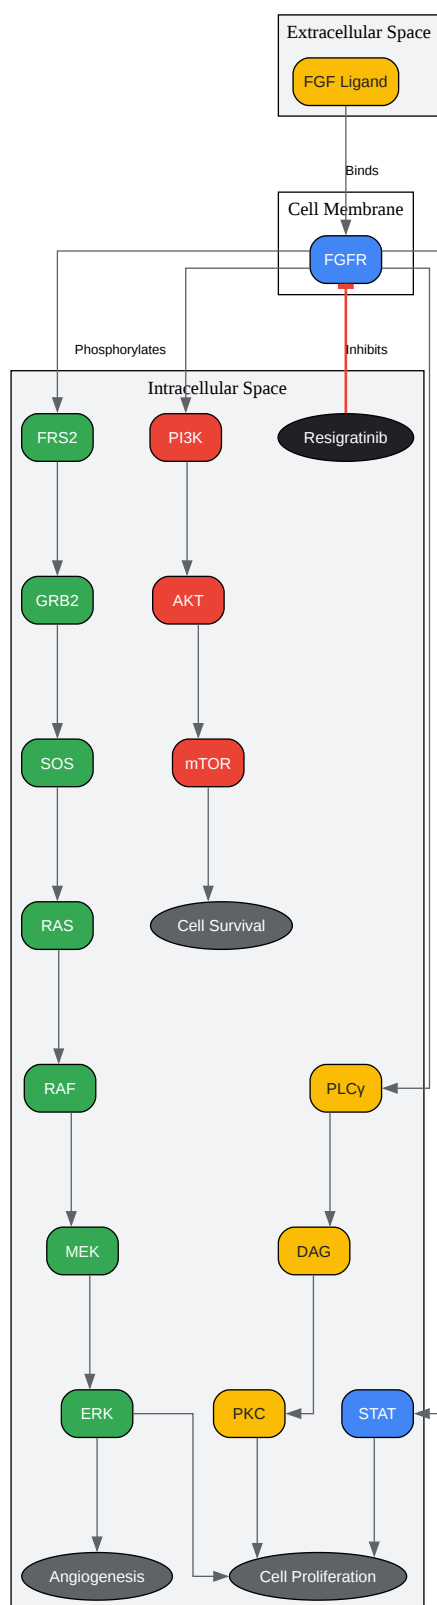 Extracellular Space
FGF Ligand
Binds
Cell Membrane
FGFR
Phosphorylates
Inhibits
Intracellular Space
FRS2
PI3K
Resigratinib
GRB2
AKT
SOS
mTOR
RAS
Cell Survival
RAF
PLCγ
MEK
DAG
ERK
PKC
STAT
Angiogenesis
Cell Proliferation